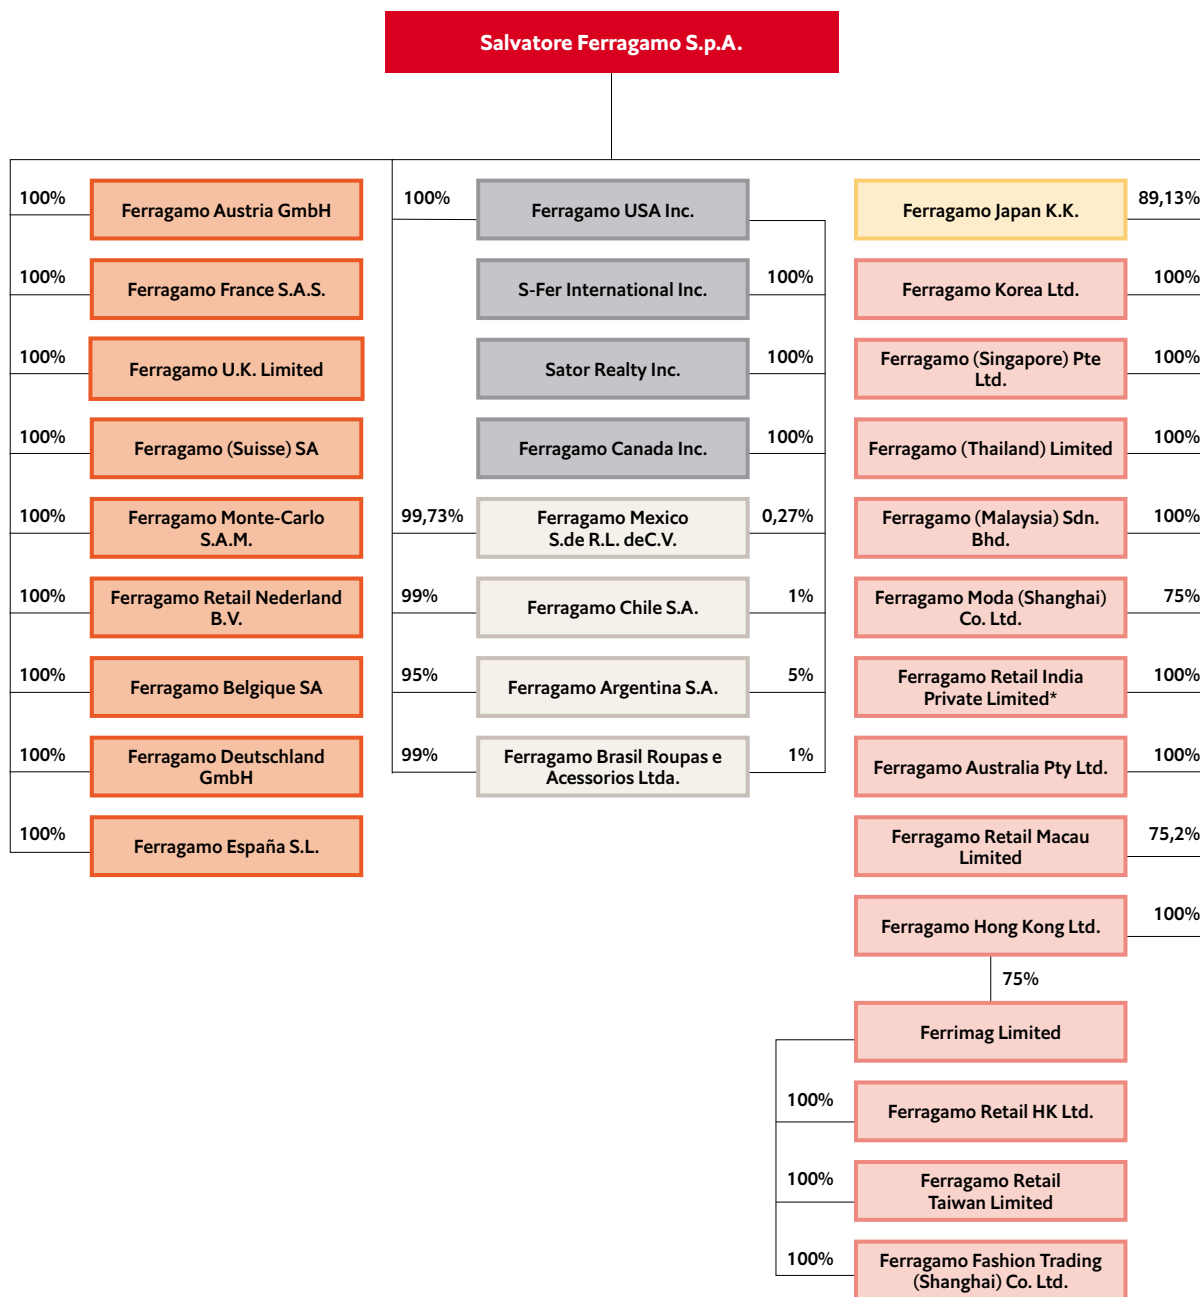 Salvatore Ferragamo S.p.A.
100%
Ferragamo Austria GmbH
100%
Ferragamo France S.A.S.
100%
Ferragamo U.K. Limited
100%
Ferragamo (Suisse) SA
100%
Ferragamo Monte-Carlo
S.A.M.
100%
Ferragamo Retail Nederland
B.V.
100%
Ferragamo Belgique SA
100%
Ferragamo Deutschland
GmbH
100%
Ferragamo España S.L.
100%
Ferragamo USA Inc.
S-Fer International Inc.
100%
Sator Realty Inc.
100%
Ferragamo Canada Inc.
100%
99,73%
Ferragamo Mexico
S.de R.L. deC.V.
0,27%
99%
Ferragamo Chile S.A.
1%
95%
Ferragamo Argentina S.A.
5%
99%
Ferragamo Brasil Roupas e
Acessorios Ltda.
1%
Ferragamo Japan K.K.
89,13%
Ferragamo Korea Ltd.
100%
Ferragamo (Singapore) Pte
Ltd.
100%
Ferragamo (Thailand) Limited
100%
Ferragamo (Malaysia) Sdn.
Bhd.
100%
Ferragamo Moda (Shanghai)
Co. Ltd.
75%
Ferragamo Retail India
Private Limited*
100%
Ferragamo Australia Pty Ltd.
100%
Ferragamo Retail Macau
Limited
75,2%
Ferragamo Hong Kong Ltd.
100%
75%
Ferrimag Limited
100%
Ferragamo Retail HK Ltd.
100%
Ferragamo Retail
Taiwan Limited
100%
Ferragamo Fashion Trading
(Shanghai) Co. Ltd.